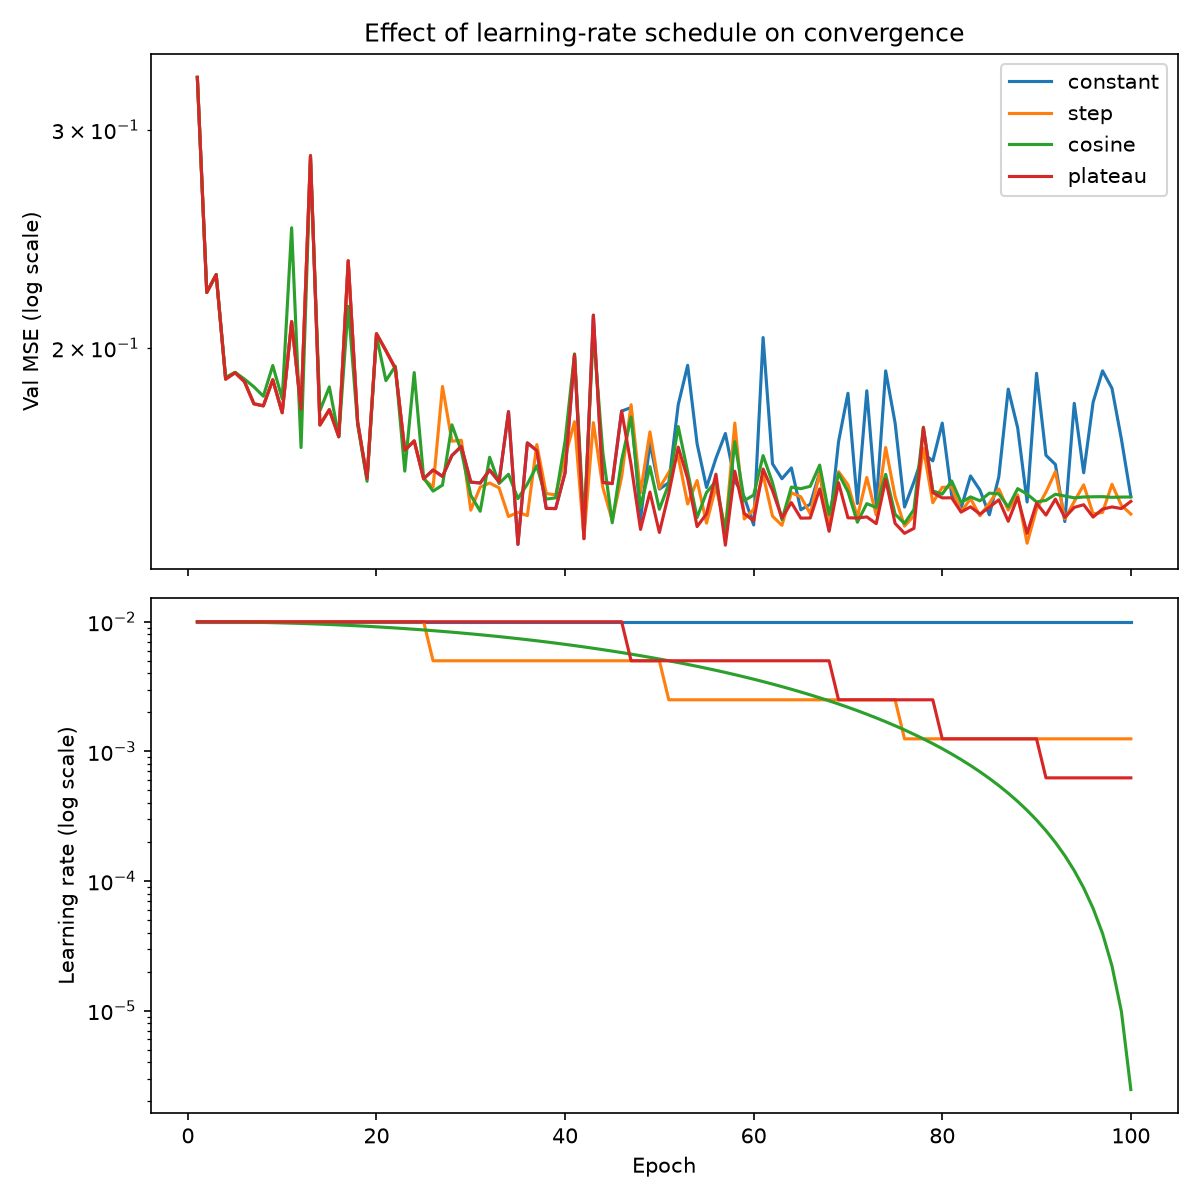 Effect of learning-rate schedule on convergence
Val MSE (log scale)
3 × 10⁻¹
2 × 10⁻¹
constant
step
cosine
plateau
Learning rate (log scale)
10⁻²
10⁻³
10⁻⁴
10⁻⁵
0 20 40 60 80 100
Epoch